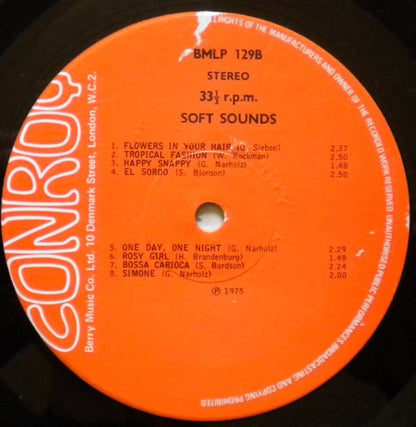 BMLP 129B
STEREO
33⅓ r.p.m.
SOFT SOUNDS
1. FLOWERS IN YOUR HAIR (O. Sieben) 2.37
2. TROPICAL FASHION (W. Rockman) 2.50
3. HAPPY SNAPPY (G. Narholz) 1.48
4. EL SORDO (S. Bjonson) 2.50
5. ONE DAY, ONE NIGHT (G. Narholz) 2.29
6. ROSY GIRL (H. Brandenburg) 1.48
7. BOSSA CARIOCA (S. Burdson) 2.24
8. SIMONE (G. Narholz) 2.00
℗ 1975
CONROY
Berry Music Co. Ltd. 10 Denmark Street, London, W.C.2.
ALL RIGHTS OF THE MANUFACTURERS AND OWNER OF THE RECORDED WORK RESERVED UNAUTHORISED PUBLIC PERFORMANCES BROADCASTING AND COPYING PROHIBITED